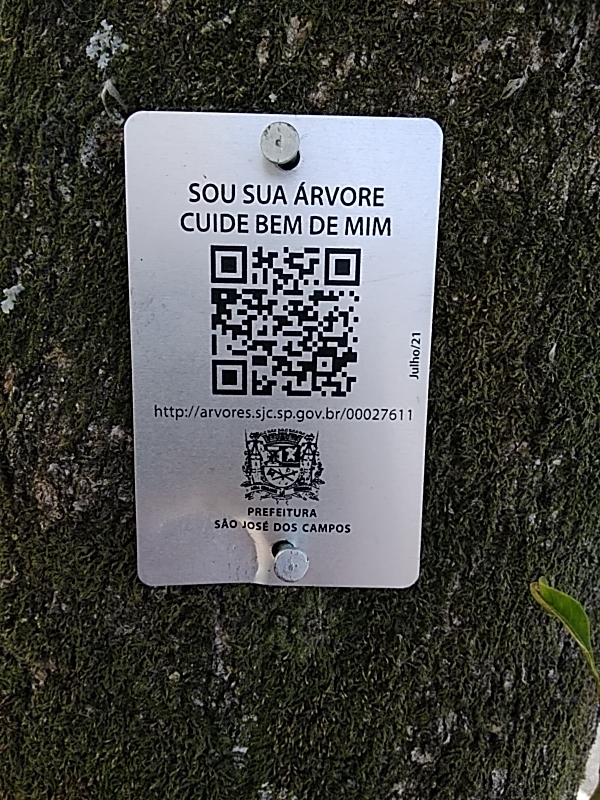 SOU SUA ÁRVORE
CUIDE BEM DE MIM
Julho/21
http://arvores.sjc.sp.gov.br/00027611
PREFEITURA
SÃO JOSÉ DOS CAMPOS